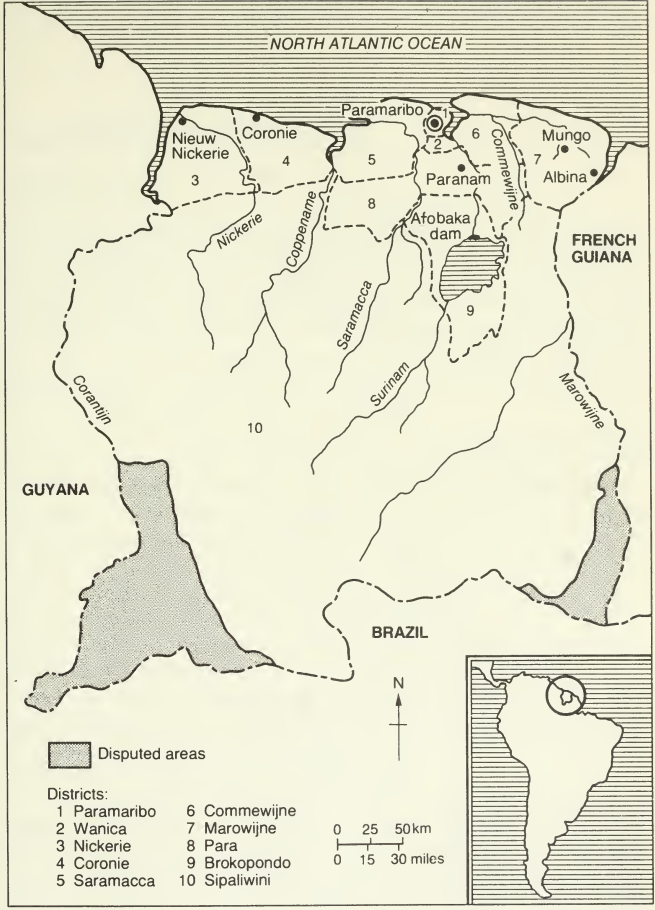 NORTH ATLANTIC OCEAN
Paramaribo
1
Nieuw
Nickerie
Coronie
6
Mungo
2
3
4
5
Commewijne
7
Paranam
Albina
8
Nickerie
Coppename
Afobaka
dam
FRENCH
GUIANA
Saramacca
9
Surinam
Corantijn
Marowijne
10
GUYANA
BRAZIL
N
Disputed areas
Districts:
1 Paramaribo
2 Wanica
3 Nickerie
4 Coronie
5 Saramacca
6 Commewijne
7 Marowijne
8 Para
9 Brokopondo
10 Sipaliwini
0 25 50 km
0 15 30 miles